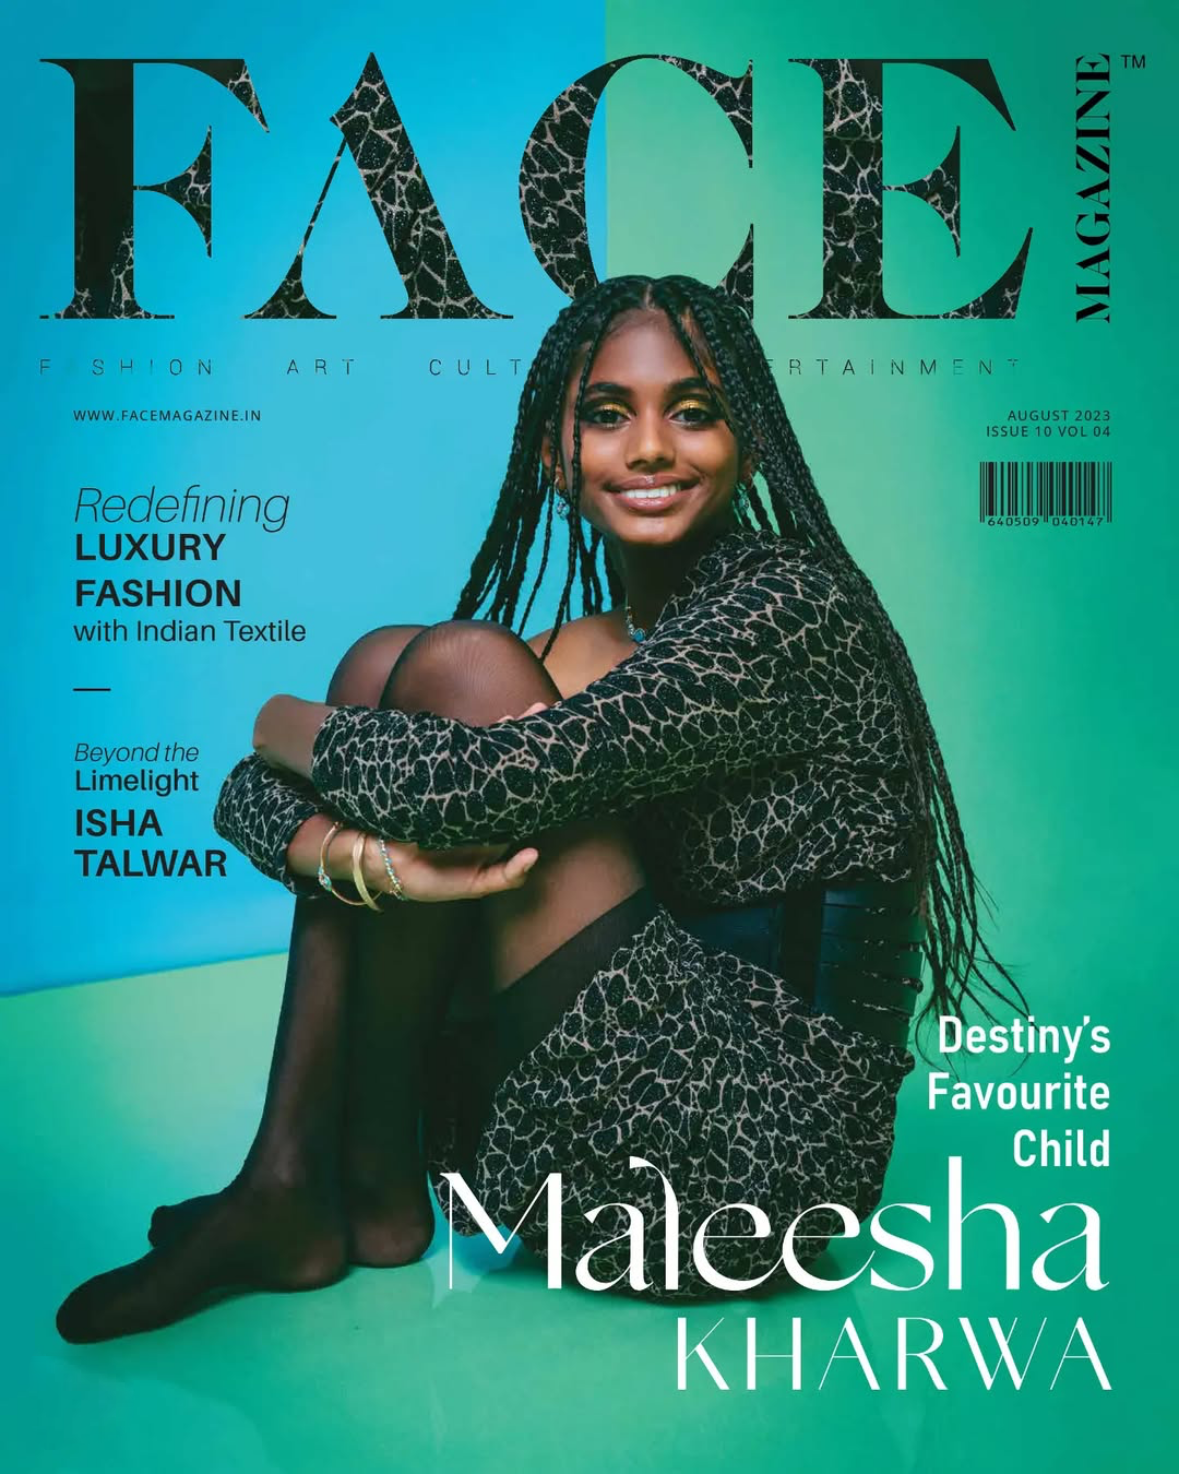 FACE
MAGAZINE
TM
FASHION ART CULT RTAINMENT
WWW.FACEMAGAZINE.IN
AUGUST 2023
ISSUE 10 VOL 04
640509 040147
Redefining
LUXURY
FASHION
with Indian Textile
Beyond the
Limelight
ISHA
TALWAR
Destiny's
Favourite
Child
Maleesha
KHARWA